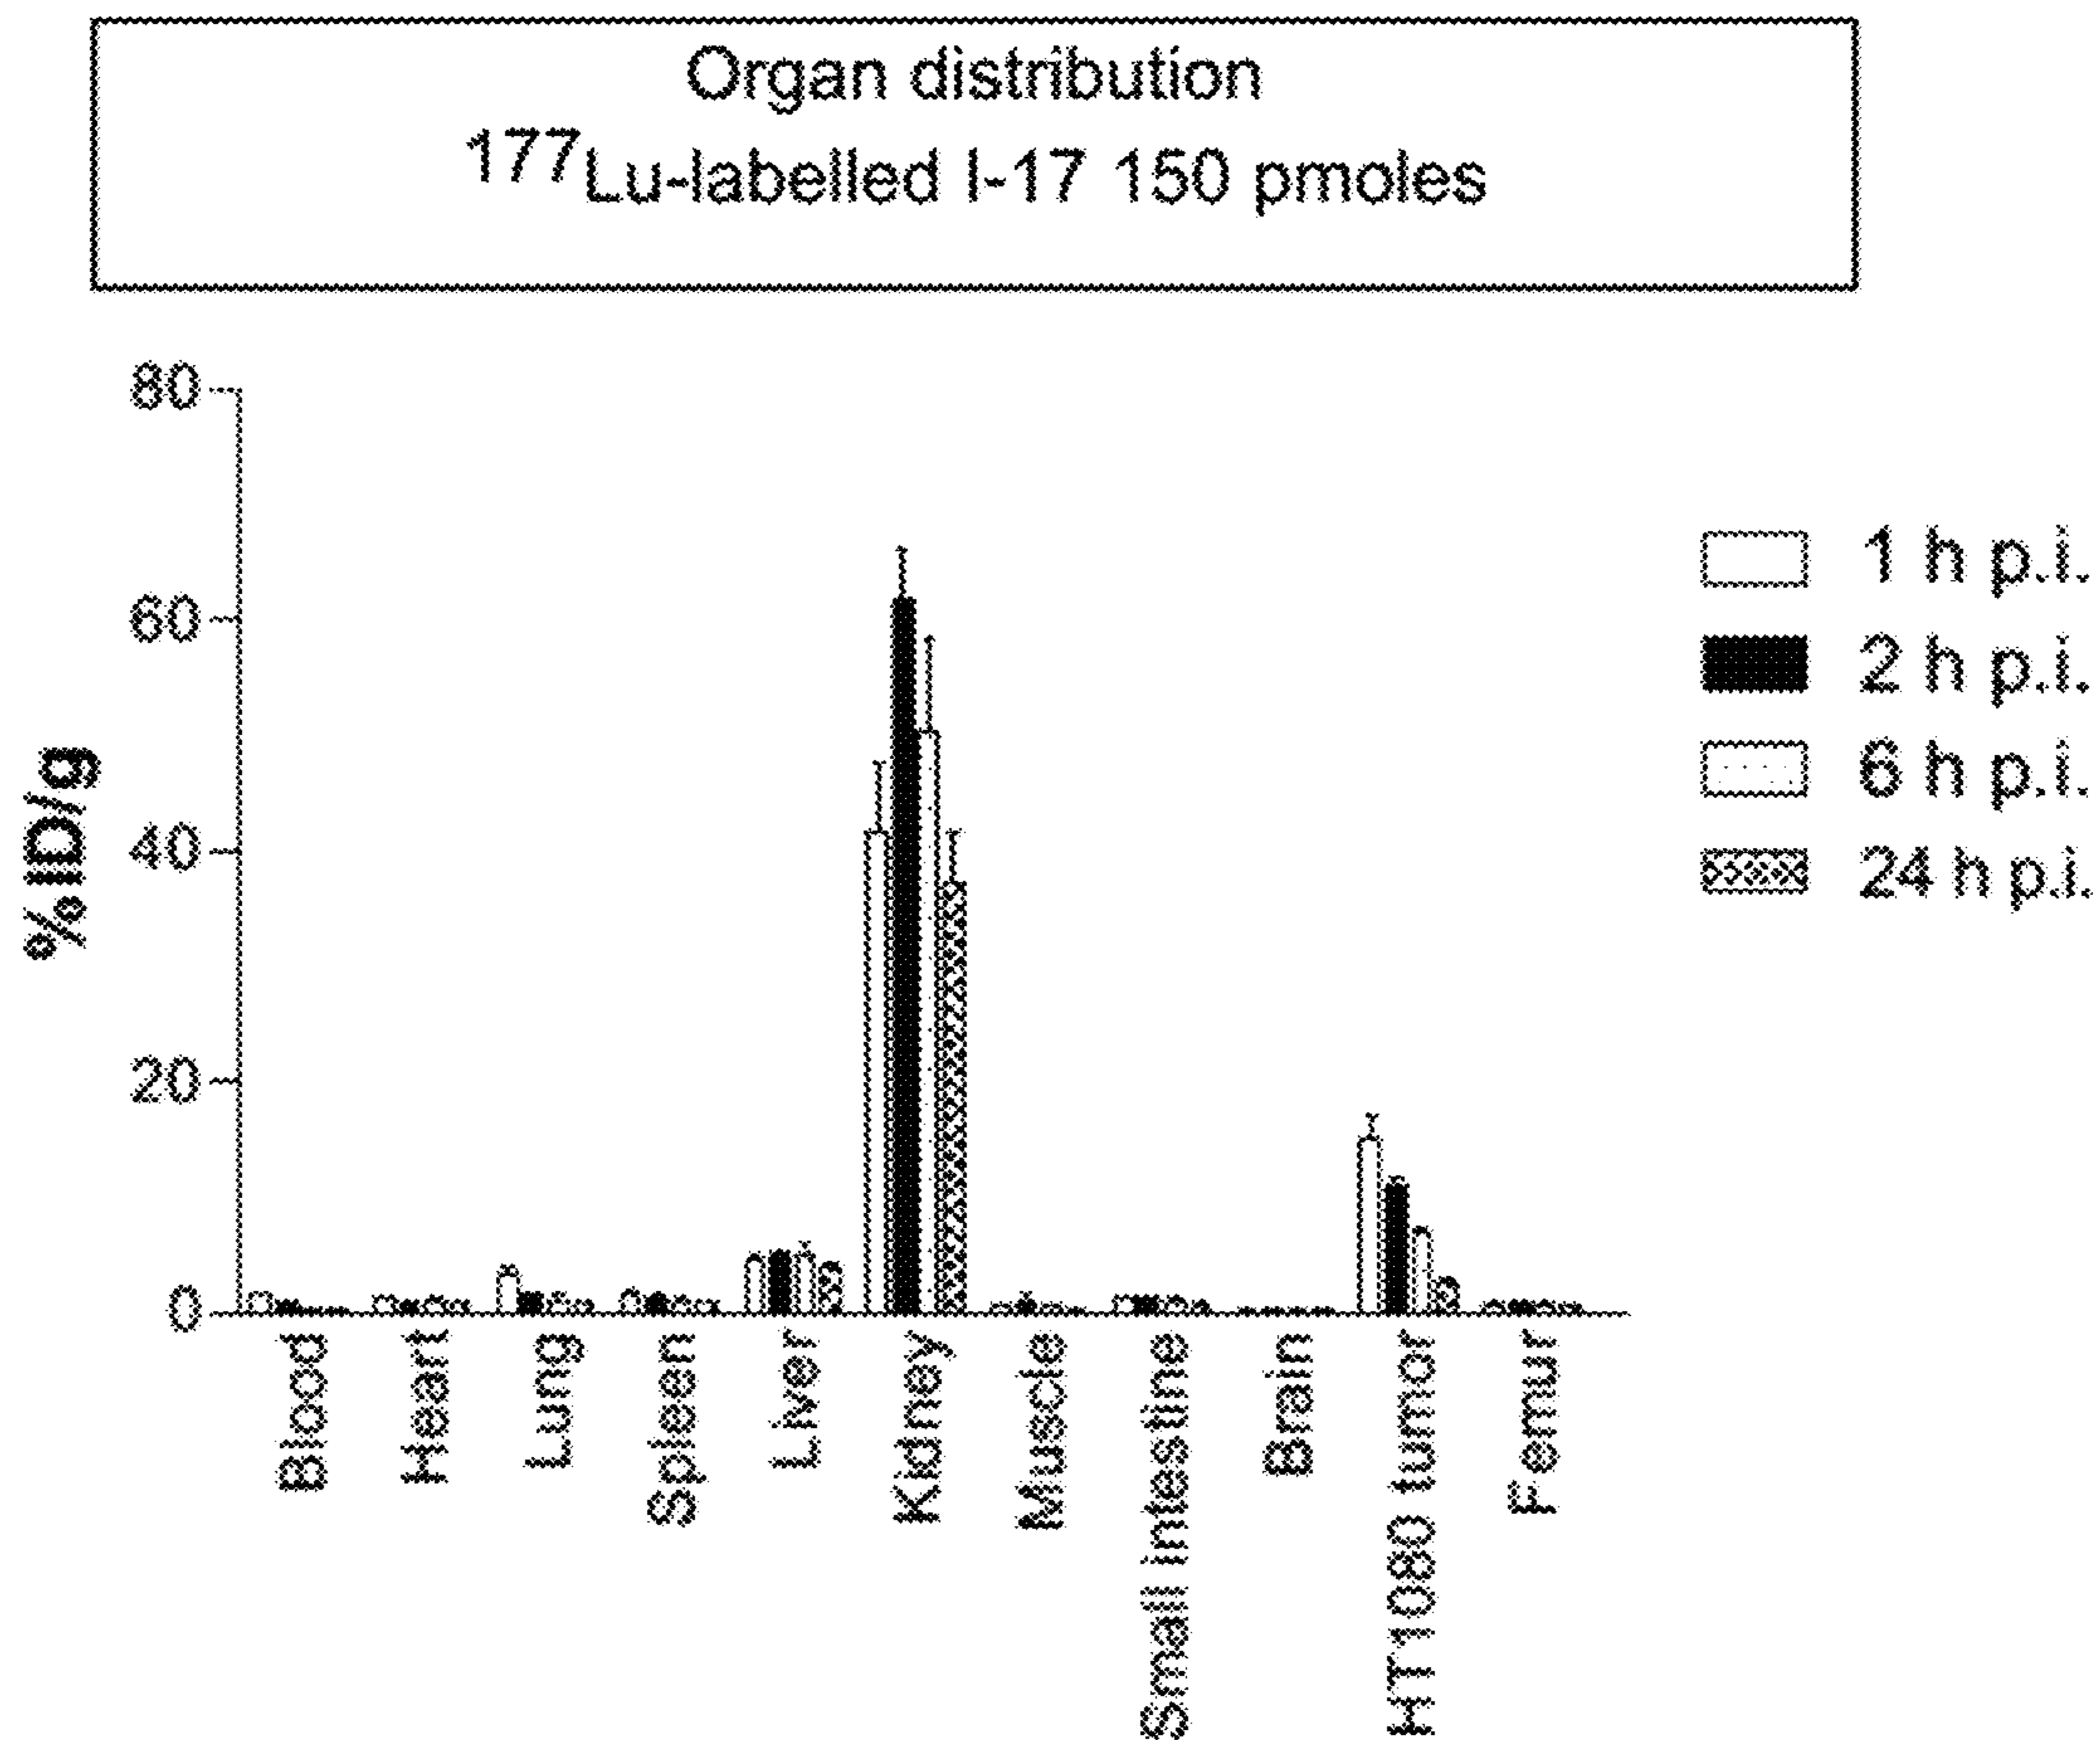 Organ distribution
¹⁷⁷Lu-labelled I-17 150 pmoles
80
60
40
20
0
% ID/g
1 h p.i.
2 h p.i.
6 h p.i.
24 h p.i.
Blood
Heart
Lung
Spleen
Liver
Kidney
Muscle
Small intestine
Brain
HT1080 tumor
Femur